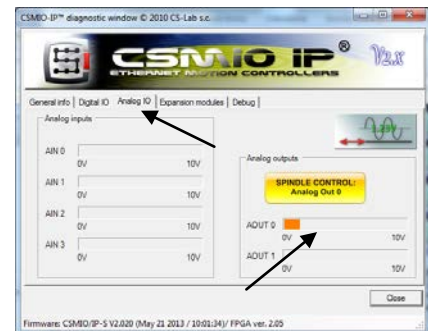 CSMIO-IP™ diagnostic window © 2010 CS-Lab s.c.
CSMIO IP® V2.x
ETHERNET MOTION CONTROLLERS
General info | Digital IO | Analog IO | Expansion modules | Debug
Analog inputs
AIN 0
0V 10V
AIN 1
0V 10V
AIN 2
0V 10V
AIN 3
0V 10V
Analog outputs
SPINDLE CONTROL:
Analog Out 0
AOUT 0
0V 10V
AOUT 1
0V 10V
Close
Firmware: CSMIO/IP-S V2.020 (May 21 2013 / 10:01:34)/ FPGA ver. 2.05